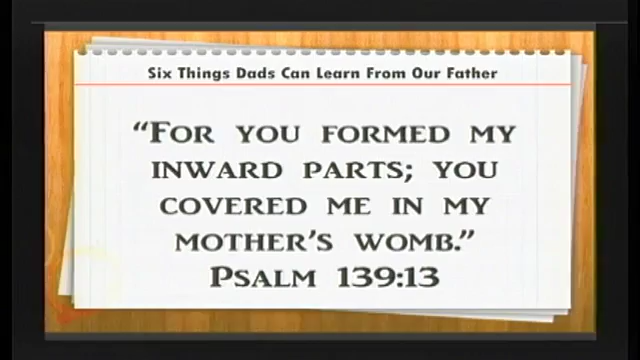 Six Things Dads Can Learn From Our Father
“FOR YOU FORMED MY
INWARD PARTS; YOU
COVERED ME IN MY
MOTHER’S WOMB.”
PSALM 139:13